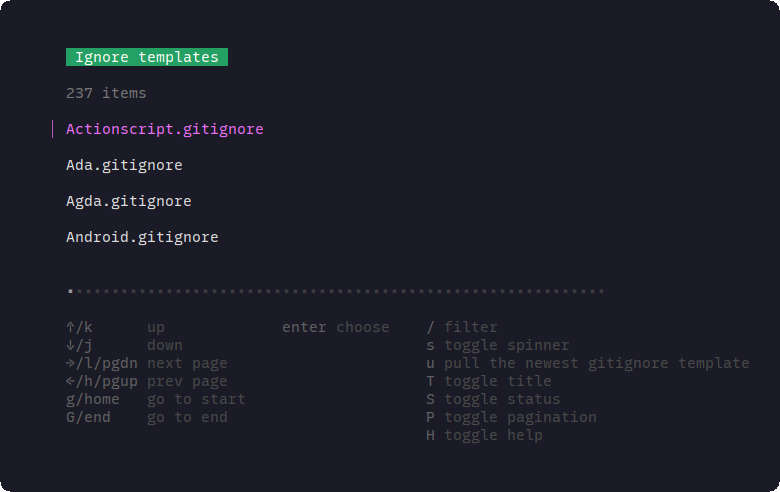 Ignore templates
237 items
Actionscript.gitignore
Ada.gitignore
Agda.gitignore
Android.gitignore
↑/k up enter choose / filter
↓/j down s toggle spinner
→/l/pgdn next page u pull the newest gitignore template
←/h/pgup prev page T toggle title
g/home go to start S toggle status
G/end go to end P toggle pagination
H toggle help